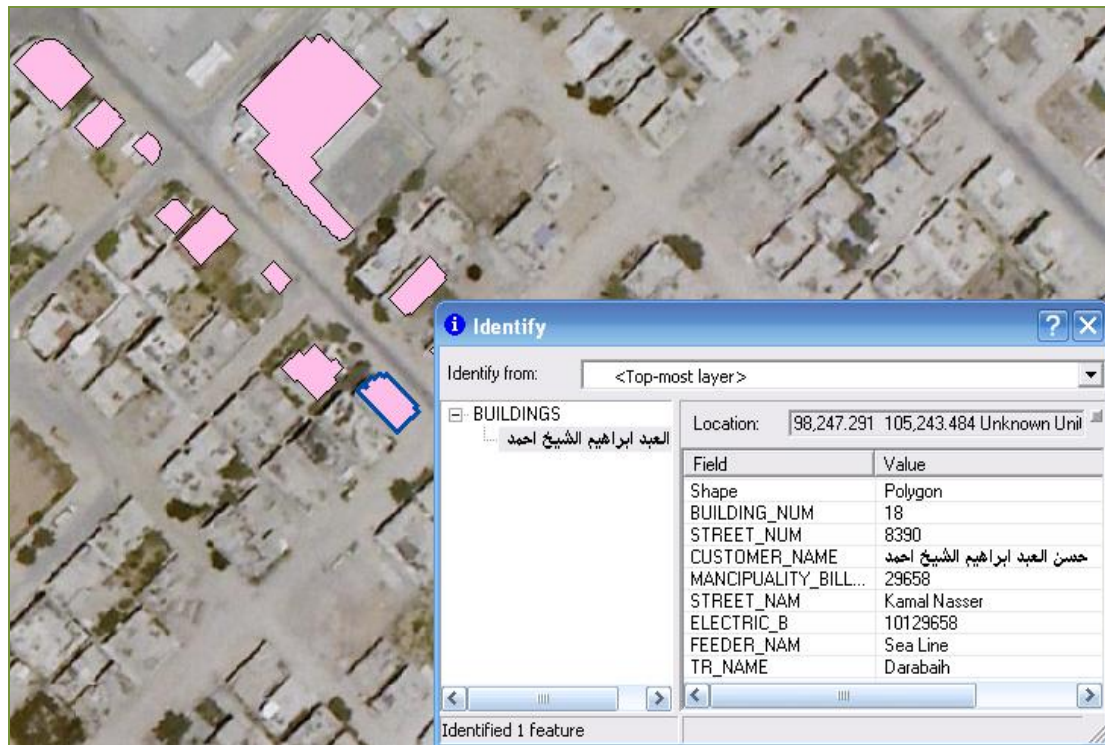 Identify
Identify from: <Top-most layer>
BUILDINGS
العبد ابراهيم الشيخ احمد
Location: 98,247.291 105,243.484 Unknown Unit
Field Value
Shape Polygon
BUILDING_NUM 18
STREET_NUM 8390
CUSTOMER_NAME حسن العبد ابراهيم الشيخ احمد
MANCIPUALITY_BILL... 29658
STREET_NAM Kamal Nasser
ELECTRIC_B 10129658
FEEDER_NAM Sea Line
TR_NAME Darabaih
Identified 1 feature